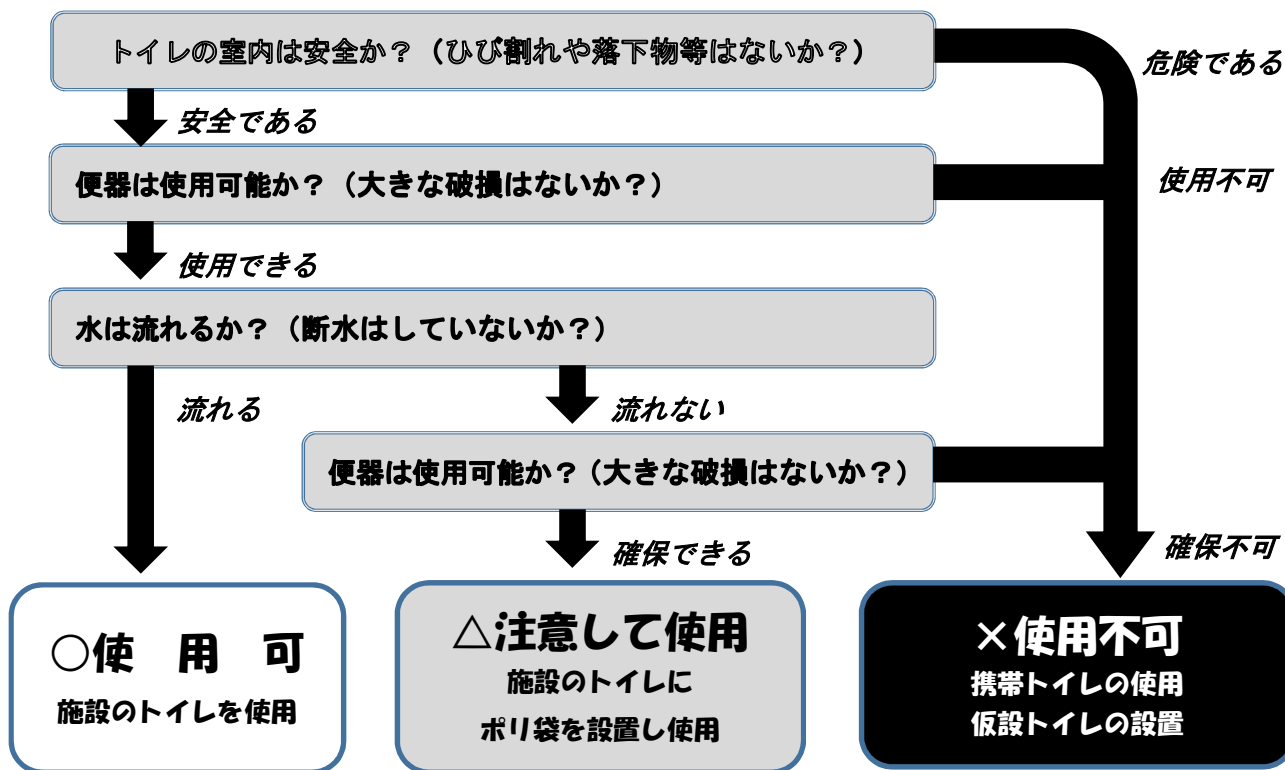 トイレの室内は安全か？（ひび割れや落下物等はないか？）
危険である
安全である
便器は使用可能か？（大きな破損はないか？）
使用不可
使用できる
水は流れるか？（断水はしていないか？）
流れる
流れない
便器は使用可能か？（大きな破損はないか？）
確保できる
確保不可
○使　用　可
施設のトイレを使用
△注意して使用
施設のトイレに
ポリ袋を設置し使用
×使用不可
携帯トイレの使用
仮設トイレの設置